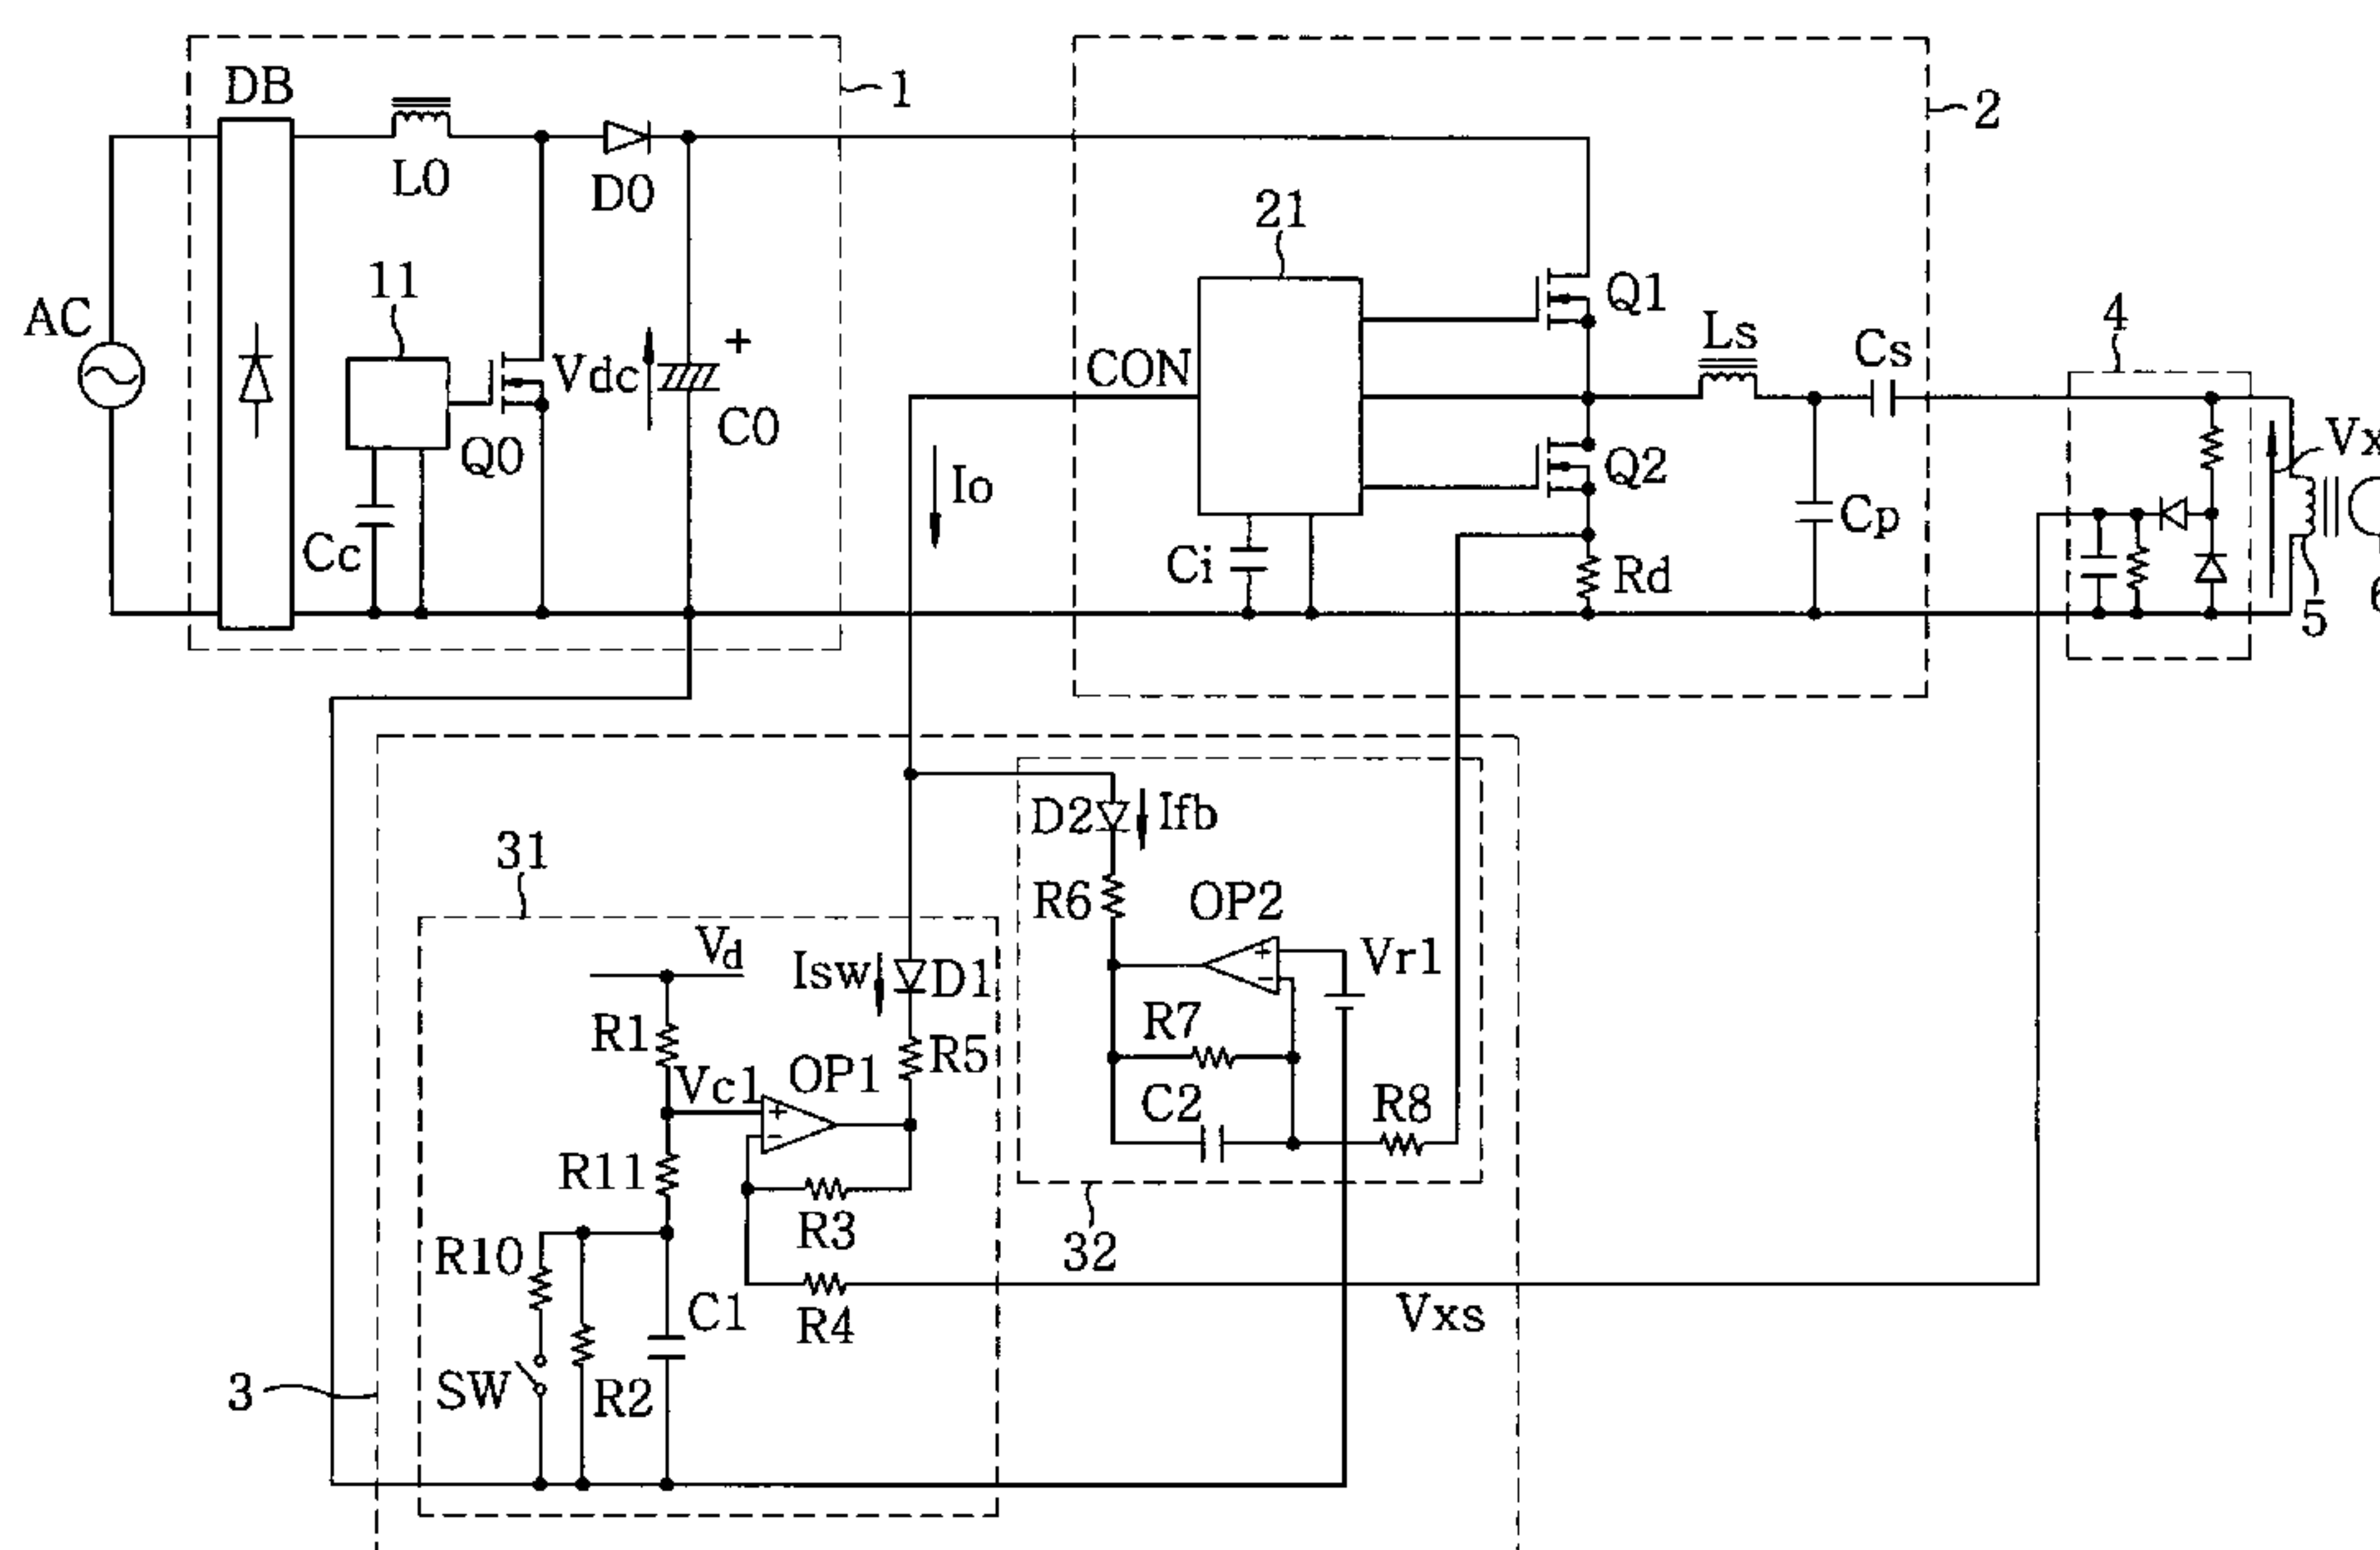 DB
1
2
L0
D0
21
11
AC
Q1
4
Ls
Cs
CON
Vdc
+
C0
Q0
Q2
Io
Cp
Cc
Ci
Rd
5
D2
Ifb
31
R6
OP2
Vd
Isw
D1
+
-
Vr1
R1
R7
R5
Vc1
OP1
+
-
C2
R8
R11
R3
32
R10
C1
R4
Vxs
3
SW
R2